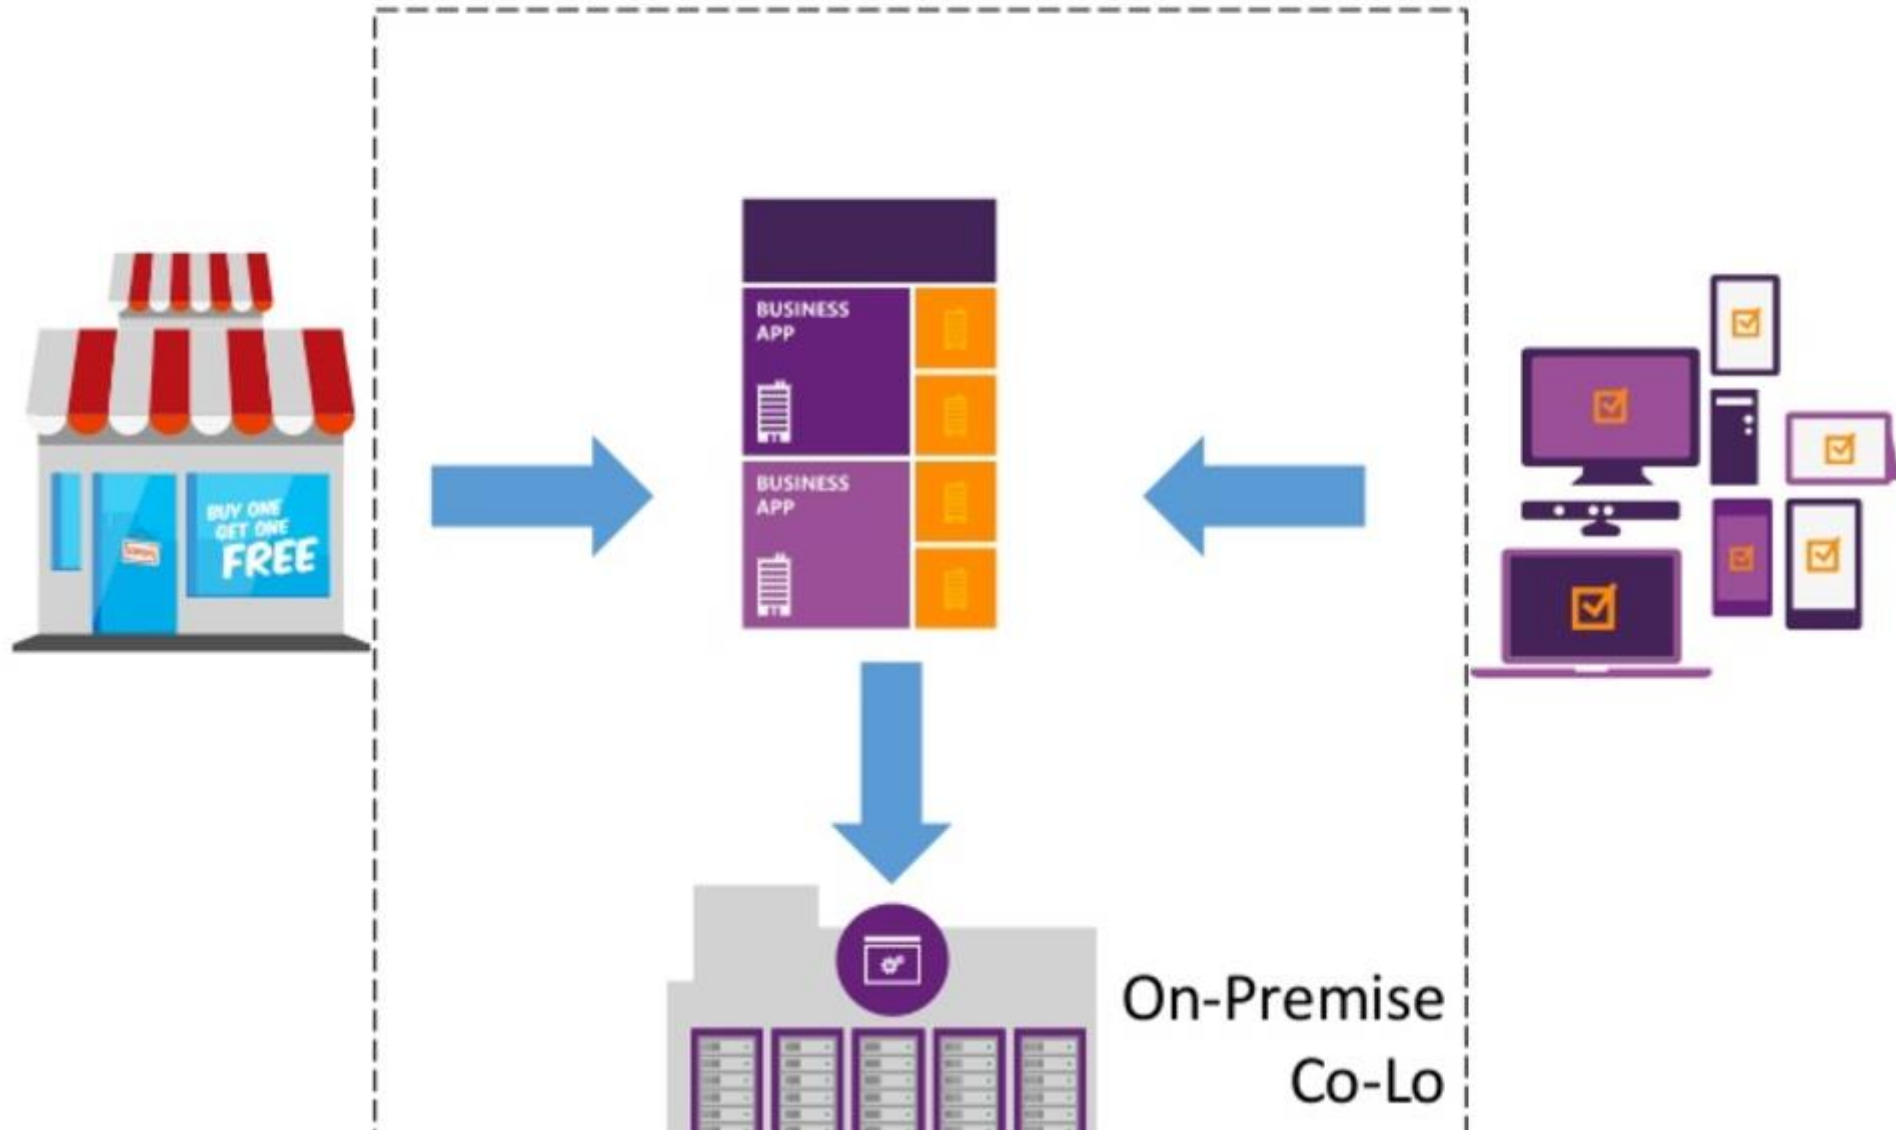 BUSINESS
APP
BUSINESS
APP
BUY ONE
GET ONE
FREE
On-Premise
Co-Lo